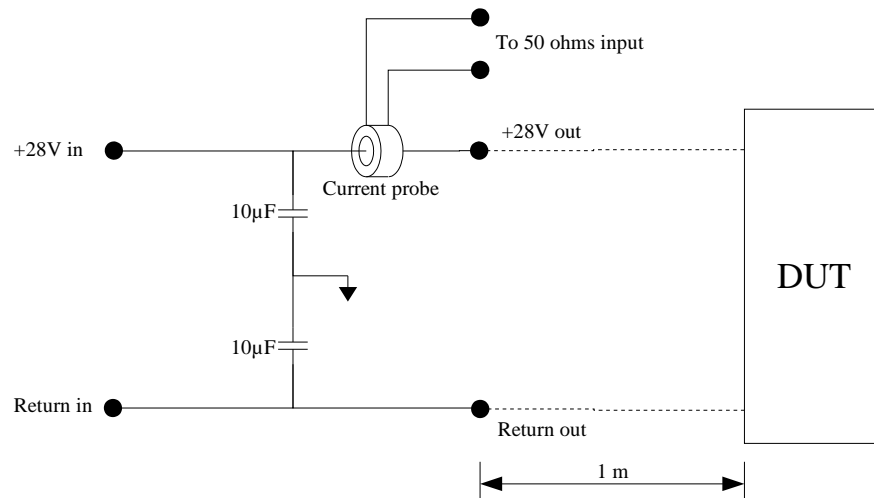 To 50 ohms input
+28V in
+28V out
Current probe
10µF
DUT
10µF
Return in
Return out
1 m